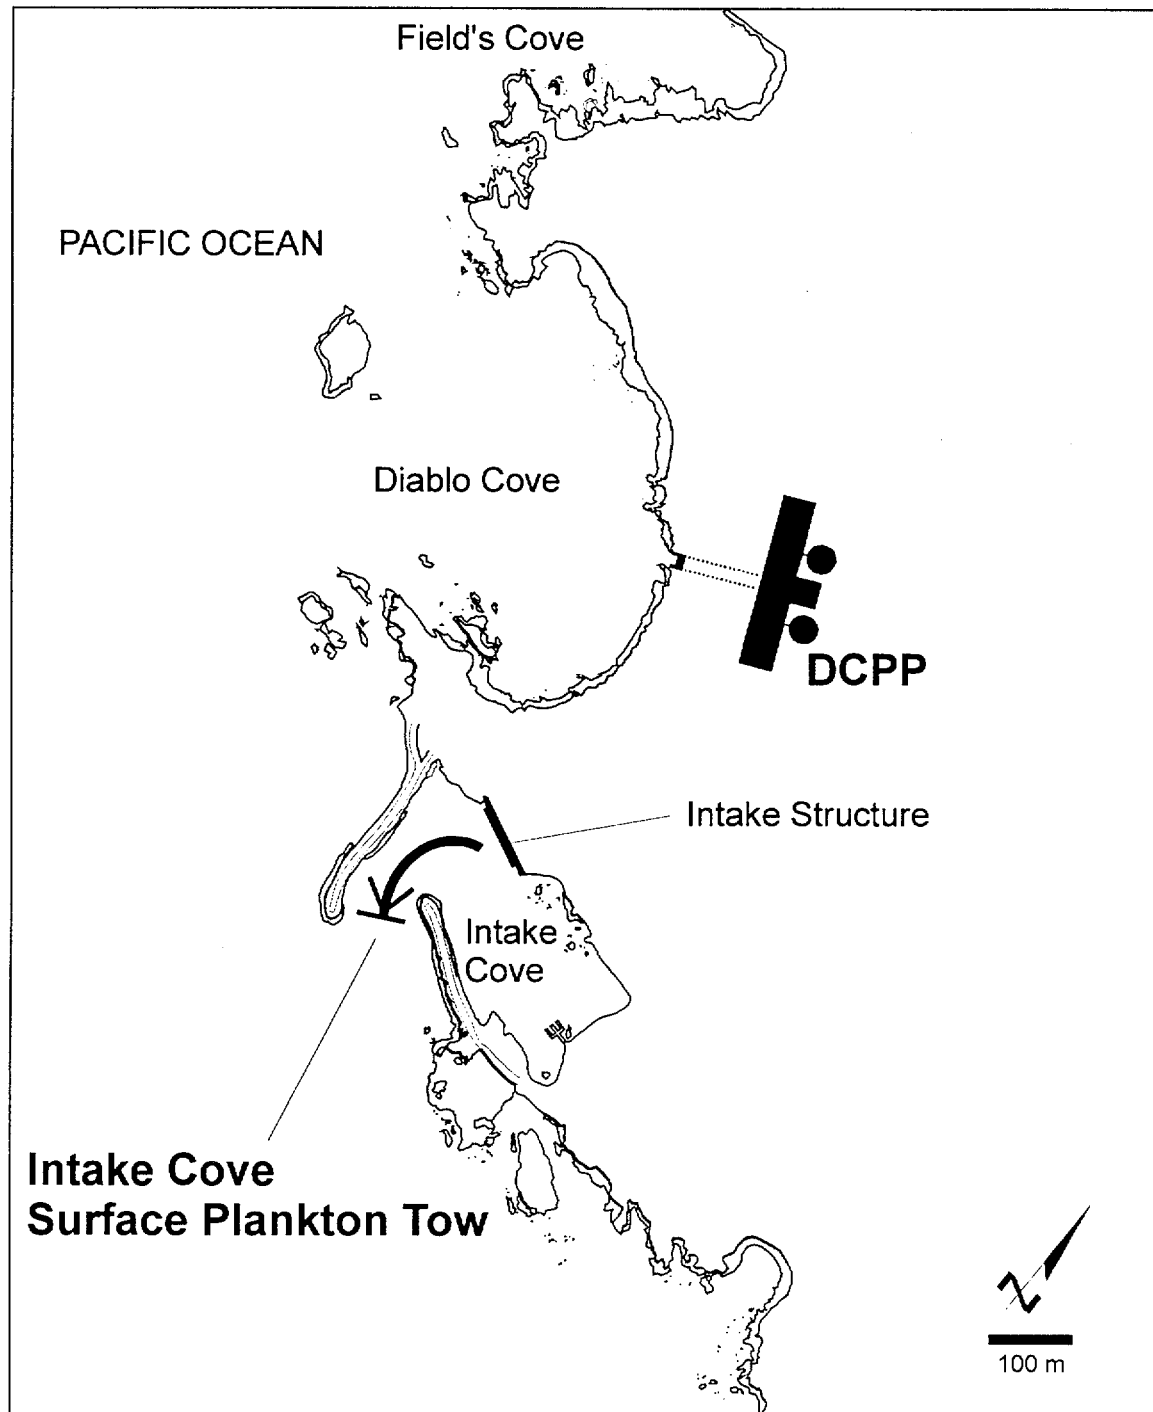 Field's Cove
PACIFIC OCEAN
Diablo Cove
DCPP
Intake Structure
Intake
Cove
Intake Cove
Surface Plankton Tow
N
100 m